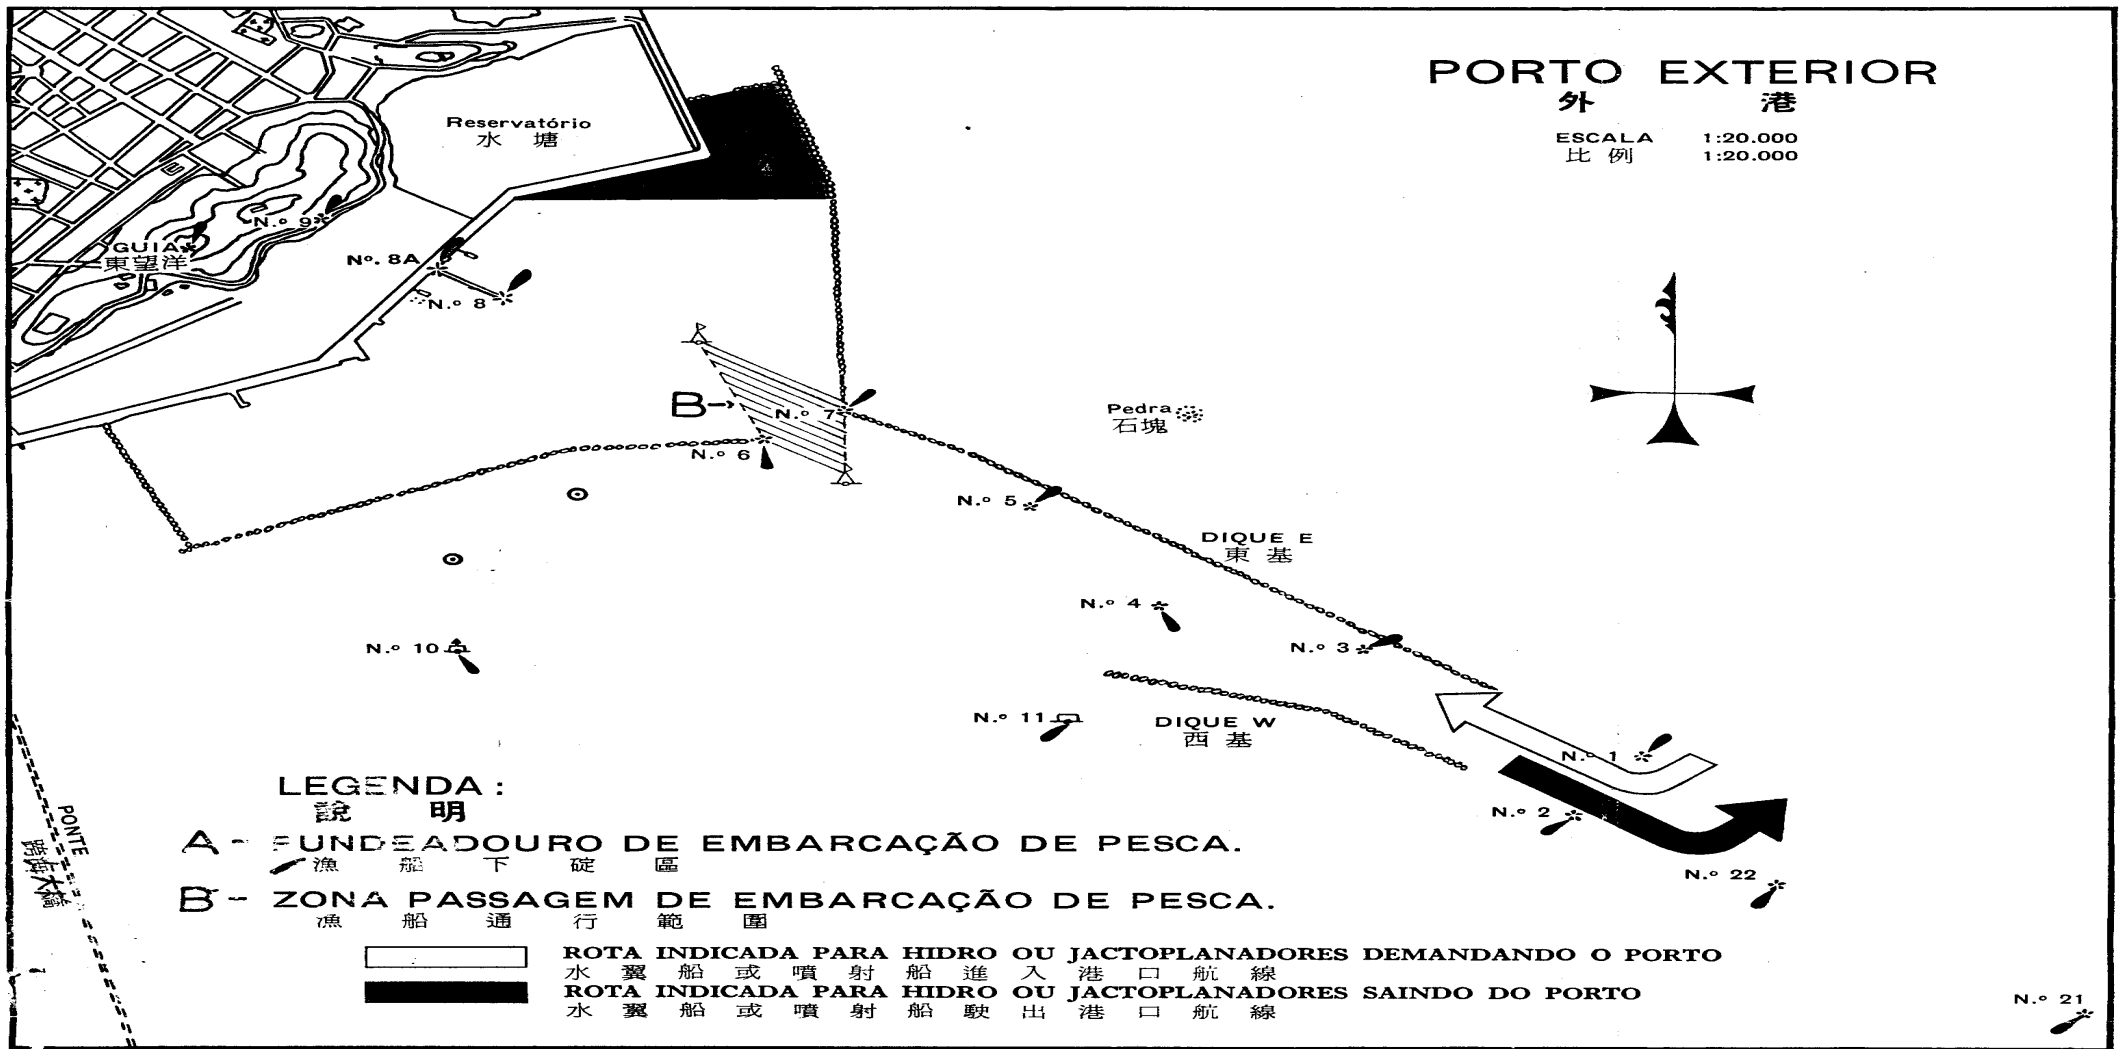 PORTO EXTERIOR
外 港
ESCALA 1:20.000
比例 1:20.000
Reservatório
水塘
N.º 9
GUIA
東望洋
Nº. 8A
N.º 8
B
N.º 7
N.º 6
Pedra
石塊
N.º 5
DIQUE E
東基
N.º 4
N.º 3
N.º 10
N.º 11
DIQUE W
西基
N.º 1
N.º 2
N.º 22
N.º 21
PONTE
跨海大橋
LEGENDA :
說 明
A - FUNDEADOURO DE EMBARCAÇÃO DE PESCA.
漁船下碇區
B - ZONA PASSAGEM DE EMBARCAÇÃO DE PESCA.
漁船通行範圍
ROTA INDICADA PARA HIDRO OU JACTOPLANADORES DEMANDANDO O PORTO
水翼船或噴射船進入港口航線
ROTA INDICADA PARA HIDRO OU JACTOPLANADORES SAINDO DO PORTO
水翼船或噴射船駛出港口航線